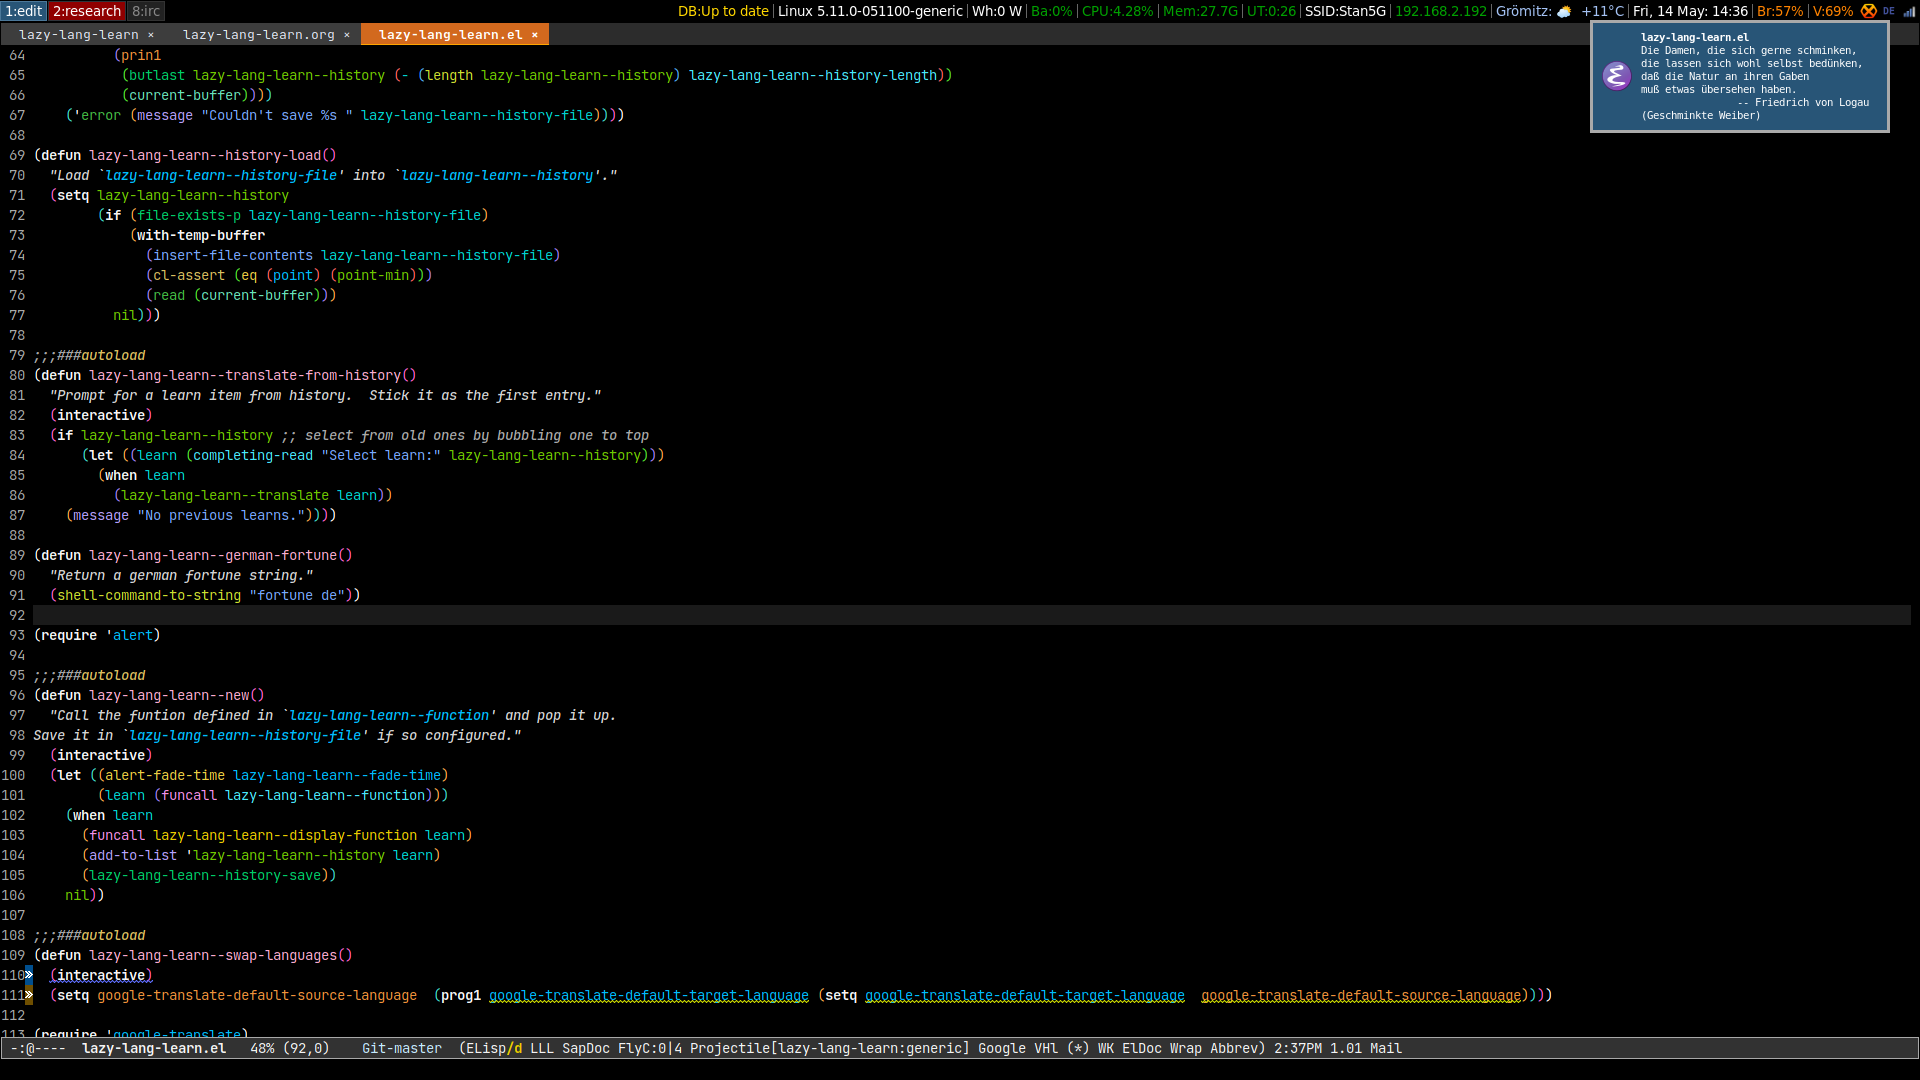 1:edit 2:research 8:irc DB:Up to date | Linux 5.11.0-051100-generic | Wh:0 W | Ba:0% | CPU:4.28% | Mem:27.7G | UT:0:26 | SSID:Stan5G | 192.168.2.192 | Grömitz: +11°C | Fri, 14 May: 14:36 | Br:57% | V:69% DE
lazy-lang-learn × lazy-lang-learn.org × lazy-lang-learn.el ×
lazy-lang-learn.el
Die Damen, die sich gerne schminken,
die lassen sich wohl selbst bedünken,
daß die Natur an ihren Gaben
muß etwas übersehen haben.
-- Friedrich von Logau
(Geschminkte Weiber)
64 (prin1
65 (butlast lazy-lang-learn--history (- (length lazy-lang-learn--history) lazy-lang-learn--history-length))
66 (current-buffer))))
67 ('error (message "Couldn't save %s " lazy-lang-learn--history-file))))
68
69 (defun lazy-lang-learn--history-load()
70 "Load `lazy-lang-learn--history-file' into `lazy-lang-learn--history'."
71 (setq lazy-lang-learn--history
72 (if (file-exists-p lazy-lang-learn--history-file)
73 (with-temp-buffer
74 (insert-file-contents lazy-lang-learn--history-file)
75 (cl-assert (eq (point) (point-min)))
76 (read (current-buffer)))
77 nil)))
78
79 ;;;###autoload
80 (defun lazy-lang-learn--translate-from-history()
81 "Prompt for a learn item from history.  Stick it as the first entry."
82 (interactive)
83 (if lazy-lang-learn--history ;; select from old ones by bubbling one to top
84 (let ((learn (completing-read "Select learn:" lazy-lang-learn--history)))
85 (when learn
86 (lazy-lang-learn--translate learn))
87 (message "No previous learns."))))
88
89 (defun lazy-lang-learn--german-fortune()
90 "Return a german fortune string."
91 (shell-command-to-string "fortune de"))
92
93 (require 'alert)
94
95 ;;;###autoload
96 (defun lazy-lang-learn--new()
97 "Call the funtion defined in `lazy-lang-learn--function' and pop it up.
98 Save it in `lazy-lang-learn--history-file' if so configured."
99 (interactive)
100 (let ((alert-fade-time lazy-lang-learn--fade-time)
101 (learn (funcall lazy-lang-learn--function)))
102 (when learn
103 (funcall lazy-lang-learn--display-function learn)
104 (add-to-list 'lazy-lang-learn--history learn)
105 (lazy-lang-learn--history-save))
106 nil))
107
108 ;;;###autoload
109 (defun lazy-lang-learn--swap-languages()
110» (interactive)
111» (setq google-translate-default-source-language  (prog1 google-translate-default-target-language (setq google-translate-default-target-language  google-translate-default-source-language))))
112
113 (require 'google-translate)
-:@---- lazy-lang-learn.el 48% (92,0) Git-master (ELisp/d LLL SapDoc FlyC:0|4 Projectile[lazy-lang-learn:generic] Google VHl (*) WK ElDoc Wrap Abbrev) 2:37PM 1.01 Mail